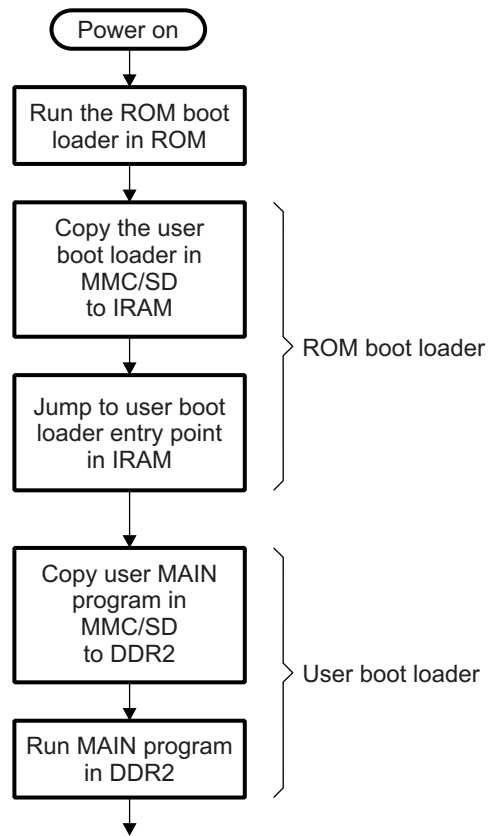 Power on
Run the ROM boot
loader in ROM
Copy the user
boot loader in
MMC/SD
to IRAM
ROM boot loader
Jump to user boot
loader entry point
in IRAM
Copy user MAIN
program in
MMC/SD
to DDR2
User boot loader
Run MAIN program
in DDR2